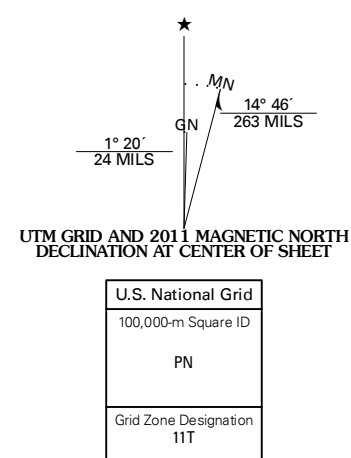 ★
MN
GN
1° 20´
24 MILS
14° 46´
263 MILS
UTM GRID AND 2011 MAGNETIC NORTH
DECLINATION AT CENTER OF SHEET
U.S. National Grid
100,000-m Square ID
PN
Grid Zone Designation
11T